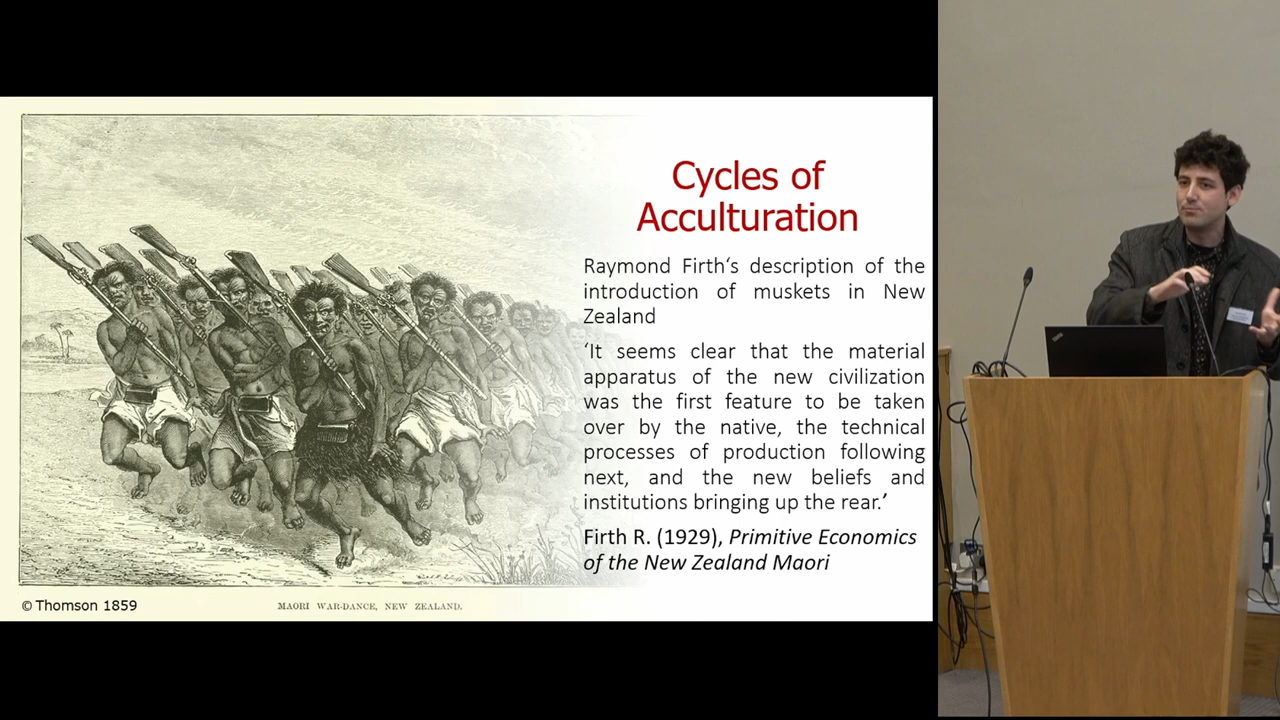 Cycles of
Acculturation
Raymond Firth‘s description of the
introduction of muskets in New
Zealand
‘It seems clear that the material
apparatus of the new civilization
was the first feature to be taken
over by the native, the technical
processes of production following
next, and the new beliefs and
institutions bringing up the rear.’
Firth R. (1929), Primitive Economics
of the New Zealand Maori
© Thomson 1859
MAORI WAR-DANCE, NEW ZEALAND.